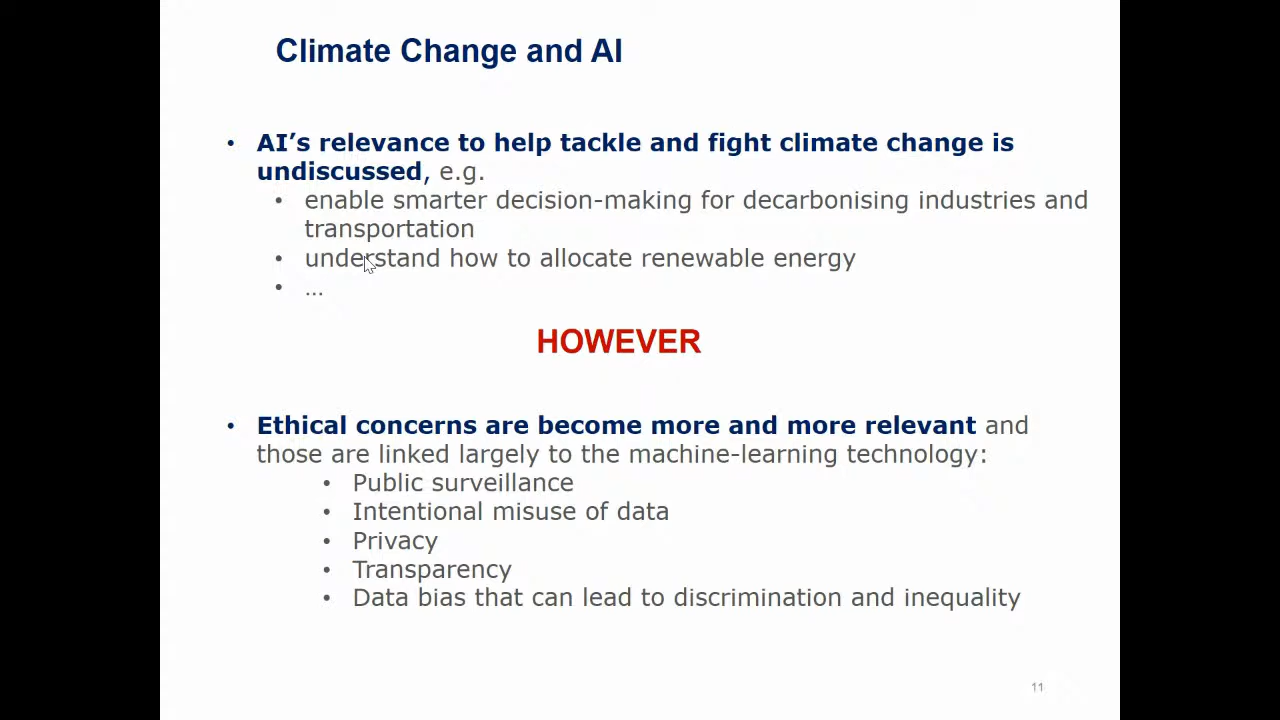 Climate Change and AI
• AI’s relevance to help tackle and fight climate change is
undiscussed, e.g.
• enable smarter decision-making for decarbonising industries and
transportation
• understand how to allocate renewable energy
• …
HOWEVER
• Ethical concerns are become more and more relevant and
those are linked largely to the machine-learning technology:
• Public surveillance
• Intentional misuse of data
• Privacy
• Transparency
• Data bias that can lead to discrimination and inequality
11